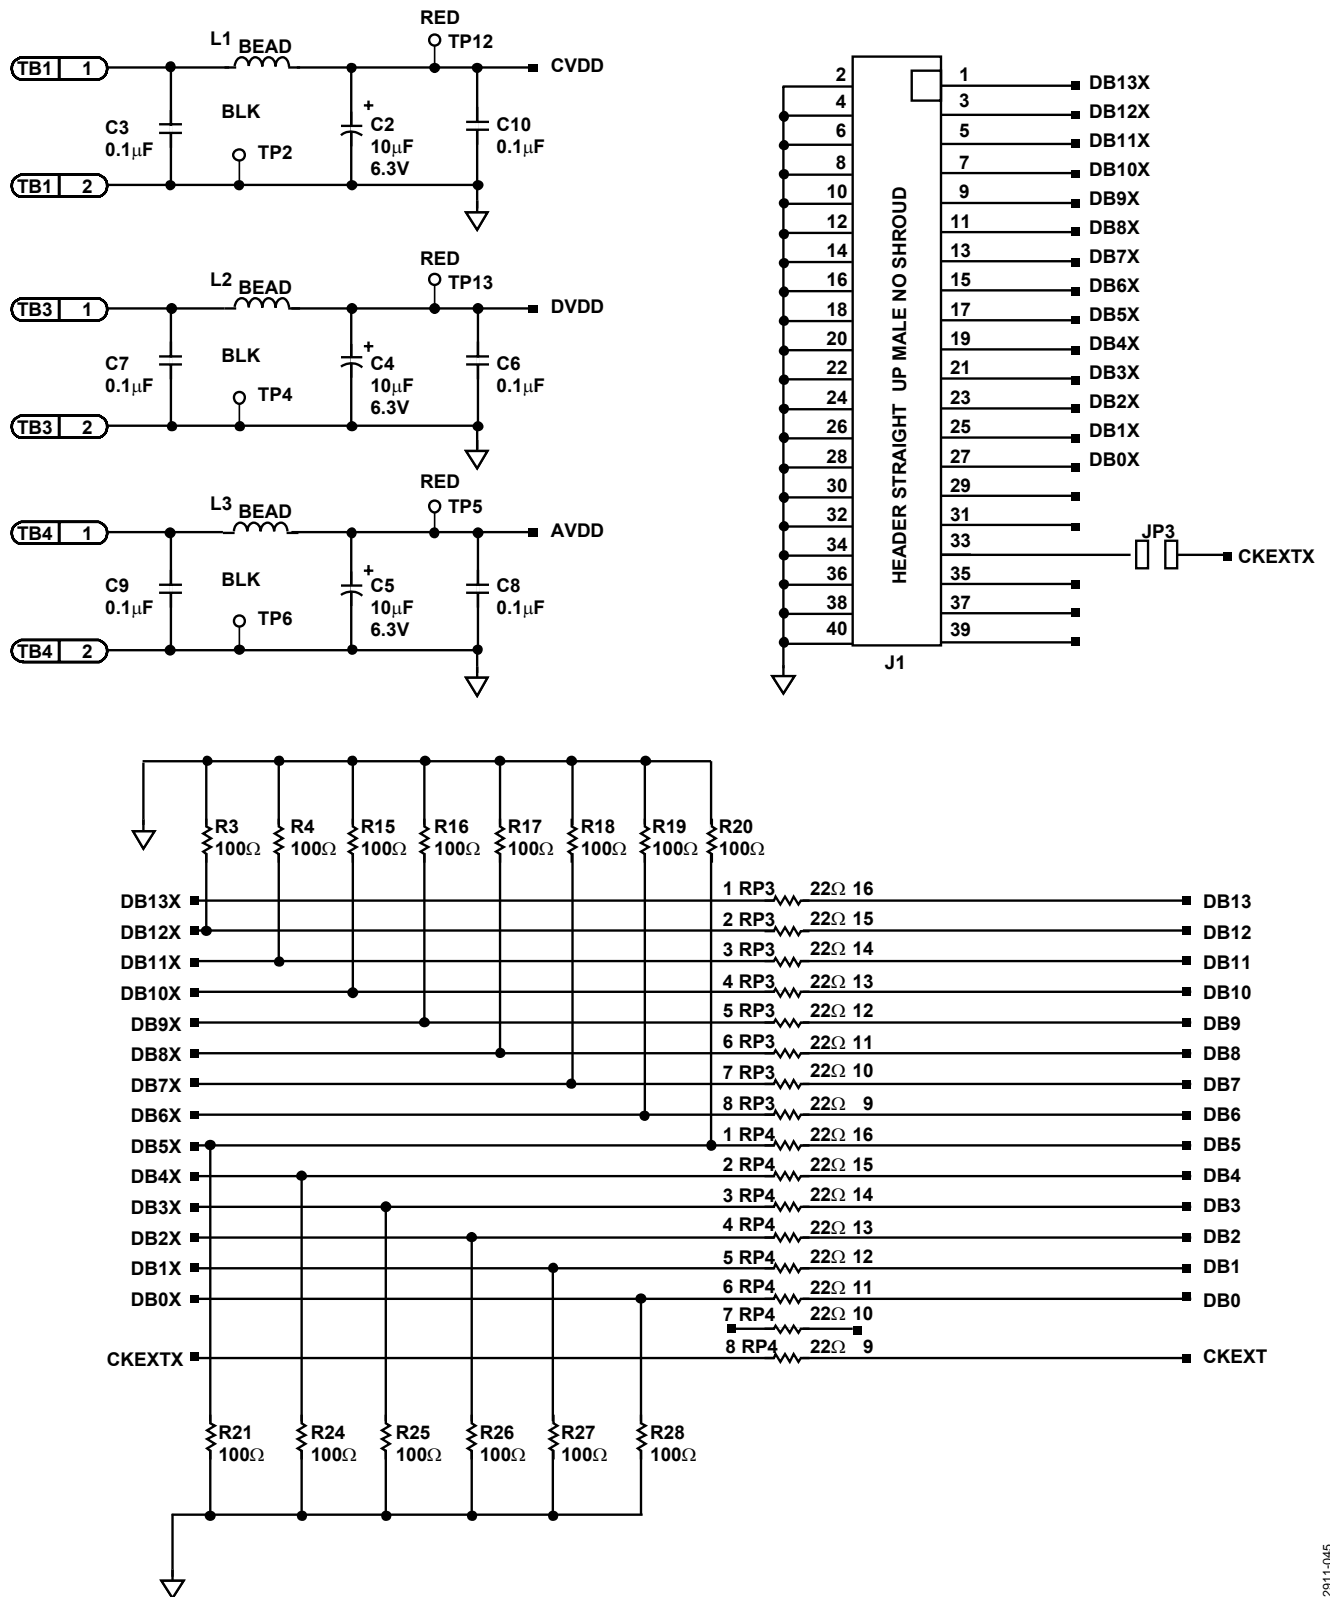 TB1 1
L1 BEAD
RED
TP12
CVDD
C3
0.1μF
BLK
TP2
+
C2
10μF
6.3V
C10
0.1μF
TB1 2
TB3 1
L2 BEAD
RED
TP13
DVDD
C7
0.1μF
BLK
TP4
+
C4
10μF
6.3V
C6
0.1μF
TB3 2
TB4 1
L3 BEAD
RED
TP5
AVDD
C9
0.1μF
BLK
TP6
+
C5
10μF
6.3V
C8
0.1μF
TB4 2
HEADER STRAIGHT UP MALE NO SHROUD
2 1 DB13X
4 3 DB12X
6 5 DB11X
8 7 DB10X
10 9 DB9X
12 11 DB8X
14 13 DB7X
16 15 DB6X
18 17 DB5X
20 19 DB4X
22 21 DB3X
24 23 DB2X
26 25 DB1X
28 27 DB0X
30 29
32 31
34 33 JP3 CKEXTX
36 35
38 37
40 39
J1
R3 R4 R15 R16 R17 R18 R19 R20
100Ω 100Ω 100Ω 100Ω 100Ω 100Ω 100Ω 100Ω
DB13X 1 RP3 22Ω 16 DB13
DB12X 2 RP3 22Ω 15 DB12
DB11X 3 RP3 22Ω 14 DB11
DB10X 4 RP3 22Ω 13 DB10
DB9X 5 RP3 22Ω 12 DB9
DB8X 6 RP3 22Ω 11 DB8
DB7X 7 RP3 22Ω 10 DB7
DB6X 8 RP3 22Ω 9 DB6
DB5X 1 RP4 22Ω 16 DB5
DB4X 2 RP4 22Ω 15 DB4
DB3X 3 RP4 22Ω 14 DB3
DB2X 4 RP4 22Ω 13 DB2
DB1X 5 RP4 22Ω 12 DB1
DB0X 6 RP4 22Ω 11 DB0
7 RP4 22Ω 10
CKEXTX 8 RP4 22Ω 9 CKEXT
R21 R24 R25 R26 R27 R28
100Ω 100Ω 100Ω 100Ω 100Ω 100Ω
2911-045